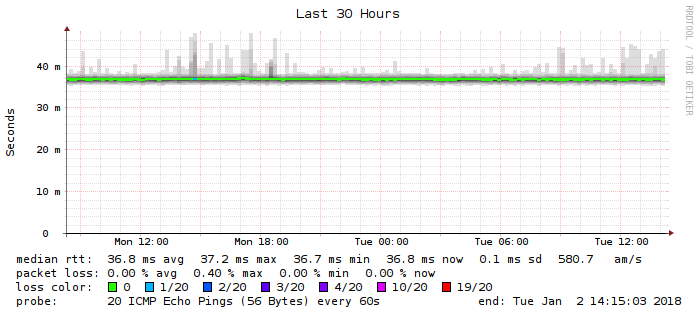 Last 30 Hours
RRDTOOL / TOBI OETIKER
Seconds
40 m
30 m
20 m
10 m
0
Mon 12:00 Mon 18:00 Tue 00:00 Tue 06:00 Tue 12:00
median rtt: 36.8 ms avg 37.2 ms max 36.7 ms min 36.8 ms now 0.1 ms sd 580.7 am/s
packet loss: 0.00 % avg 0.40 % max 0.00 % min 0.00 % now
loss color: 0 1/20 2/20 3/20 4/20 10/20 19/20
probe: 20 ICMP Echo Pings (56 Bytes) every 60s end: Tue Jan 2 14:15:03 2018